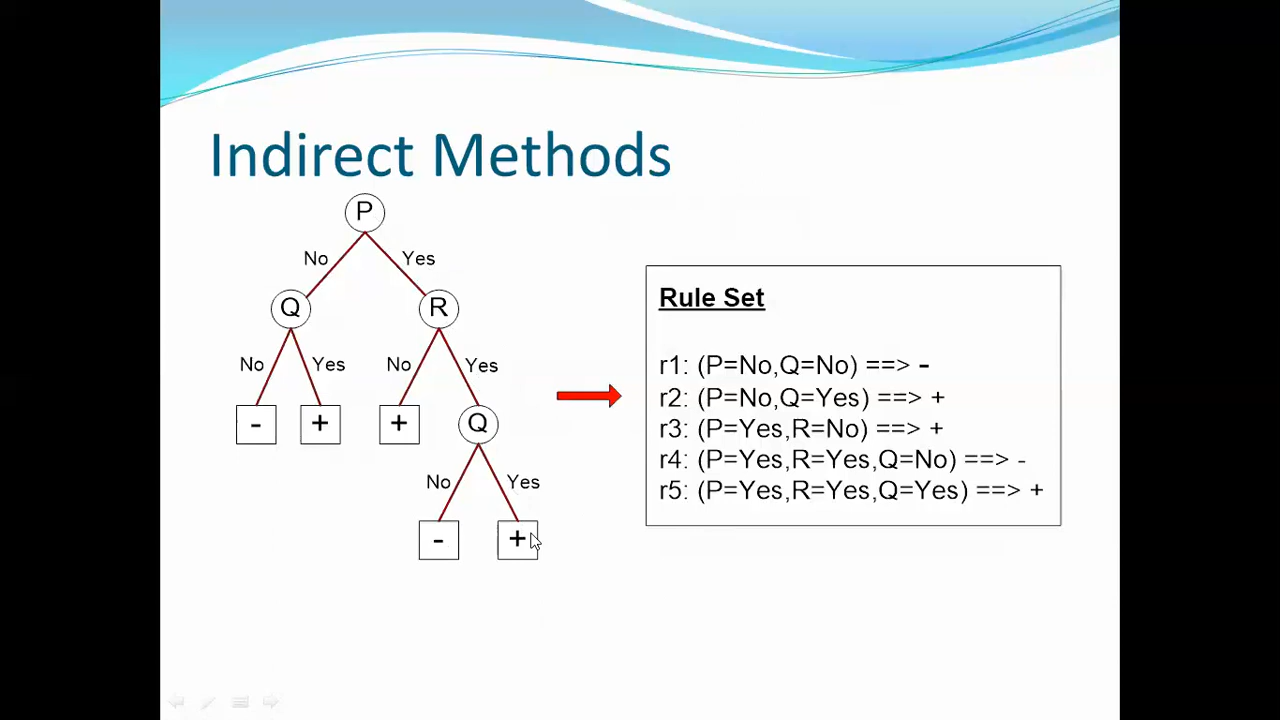 Indirect Methods
P
No Yes
Q R
No Yes No Yes
- + + Q
No Yes
- +
Rule Set
r1: (P=No,Q=No) ==> -
r2: (P=No,Q=Yes) ==> +
r3: (P=Yes,R=No) ==> +
r4: (P=Yes,R=Yes,Q=No) ==> -
r5: (P=Yes,R=Yes,Q=Yes) ==> +